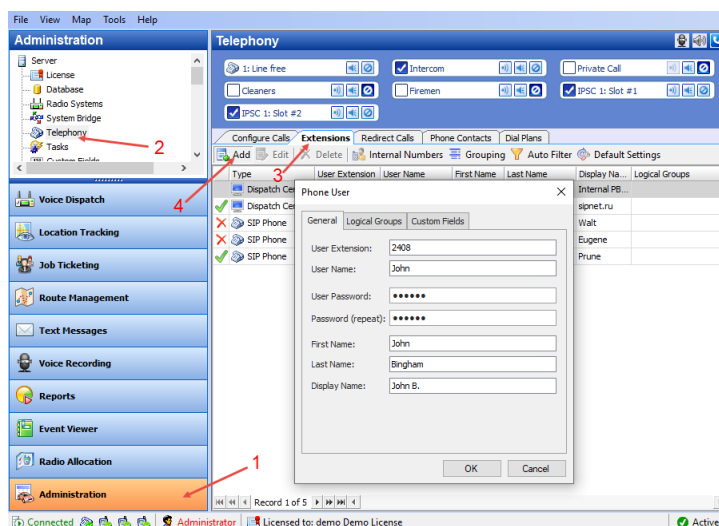 File View Map Tools Help
Administration
Server
License
Database
Radio Systems
System Bridge
Telephony
Tasks
Custom Fields
2
Voice Dispatch
Location Tracking
Job Ticketing
Route Management
Text Messages
Voice Recording
Reports
Event Viewer
Radio Allocation
Administration
1
Telephony
1: Line free Intercom Private Call
Cleaners Firemen IPSC 1: Slot #1
IPSC 1: Slot #2
Configure Calls Extensions Redirect Calls Phone Contacts Dial Plans
Add Edit Delete Internal Numbers Grouping Auto Filter Default Settings
3
4
Type User Extension User Name First Name Last Name Display Na... Logical Groups
Dispatch Cen Internal PB...
Dispatch Cen sipnet.ru
SIP Phone Walt
SIP Phone Eugene
SIP Phone Prune
Phone User
General Logical Groups Custom Fields
User Extension: 2408
User Name: John
User Password: ••••••
Password (repeat): ••••••
First Name: John
Last Name: Bingham
Display Name: John B.
OK Cancel
Record 1 of 5
Connected Administrator Licensed to: demo Demo License Active